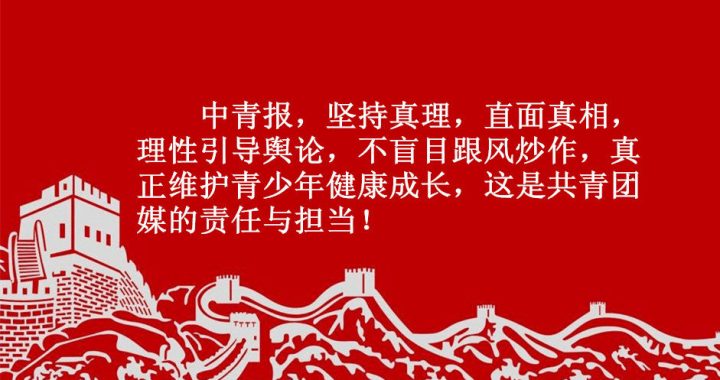 中青报，坚持真理，直面真相，
理性引导舆论，不盲目跟风炒作，真
正维护青少年健康成长，这是共青团
媒的责任与担当！